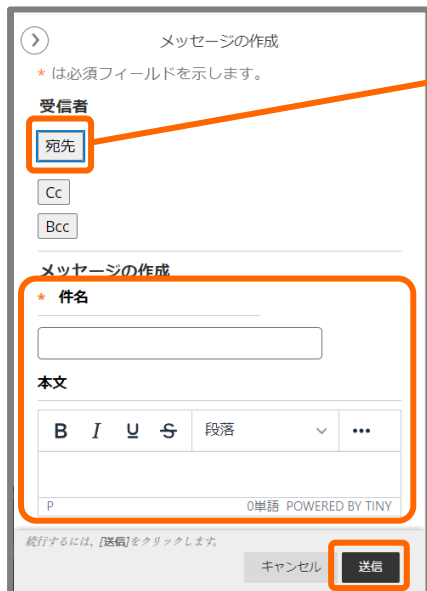 メッセージの作成
* は必須フィールドを示します。
受信者
宛先
Cc
Bcc
メッセージの作成
* 件名
本文
B I U S 段落 •••
P 0単語 POWERED BY TINY
続行するには、[送信]をクリックします。
キャンセル 送信